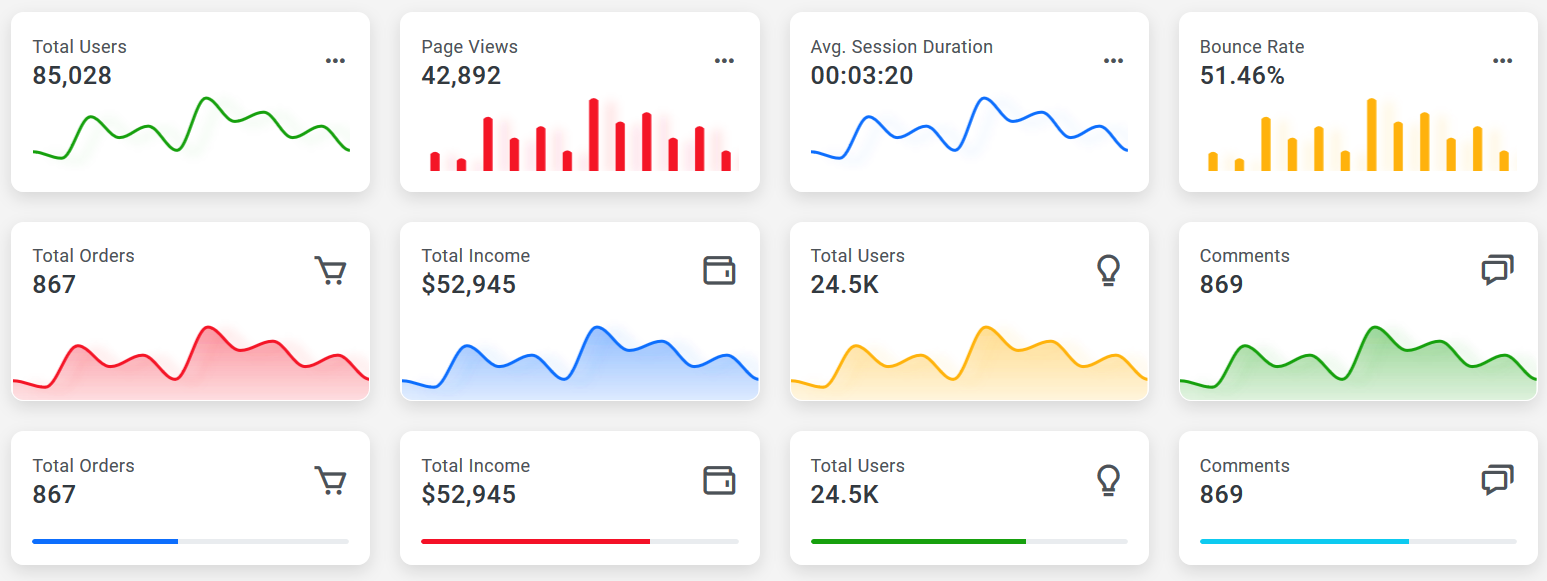 Total Users
85,028
Page Views
42,892
Avg. Session Duration
00:03:20
Bounce Rate
51.46%
Total Orders
867
Total Income
$52,945
Total Users
24.5K
Comments
869
Total Orders
867
Total Income
$52,945
Total Users
24.5K
Comments
869